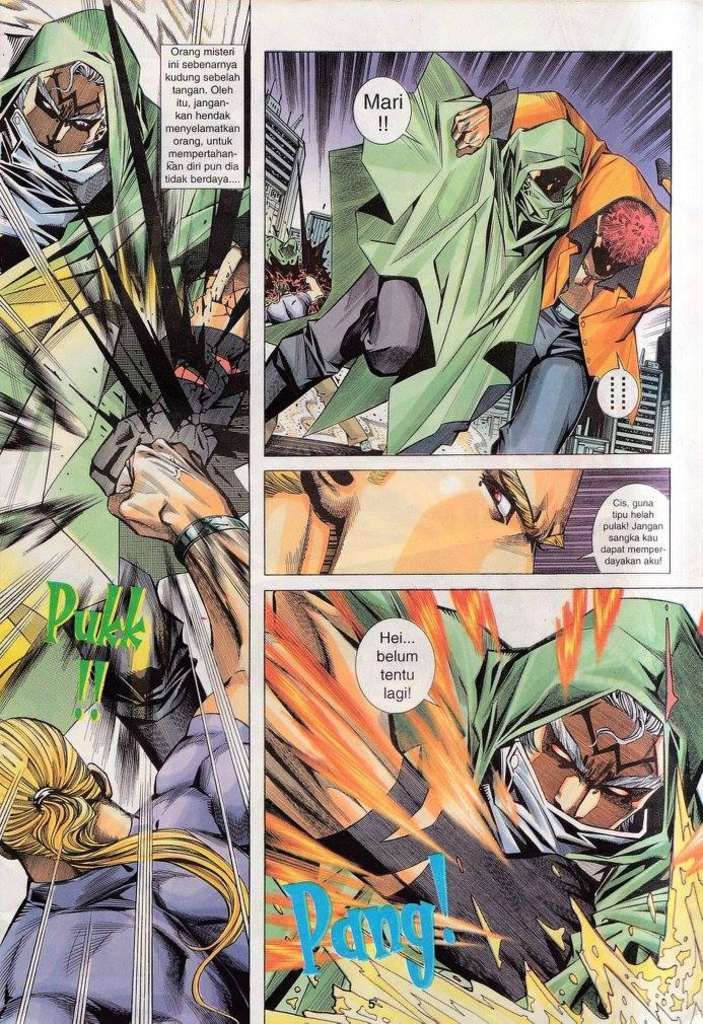 Orang misteri
ini sebenarnya
kudung sebelah
tangan. Oleh
itu, jangan-
kan hendak
menyelamatkan
orang, untuk
mempertahan-
kan diri pun dia
tidak berdaya....
Pukk
!!
Mari
!!
Cis, guna
tipu helah
pulak! Jangan
sangka kau
dapat memper-
dayakan aku!
Hei...
belum
tentu
lagi!
Pang!
5